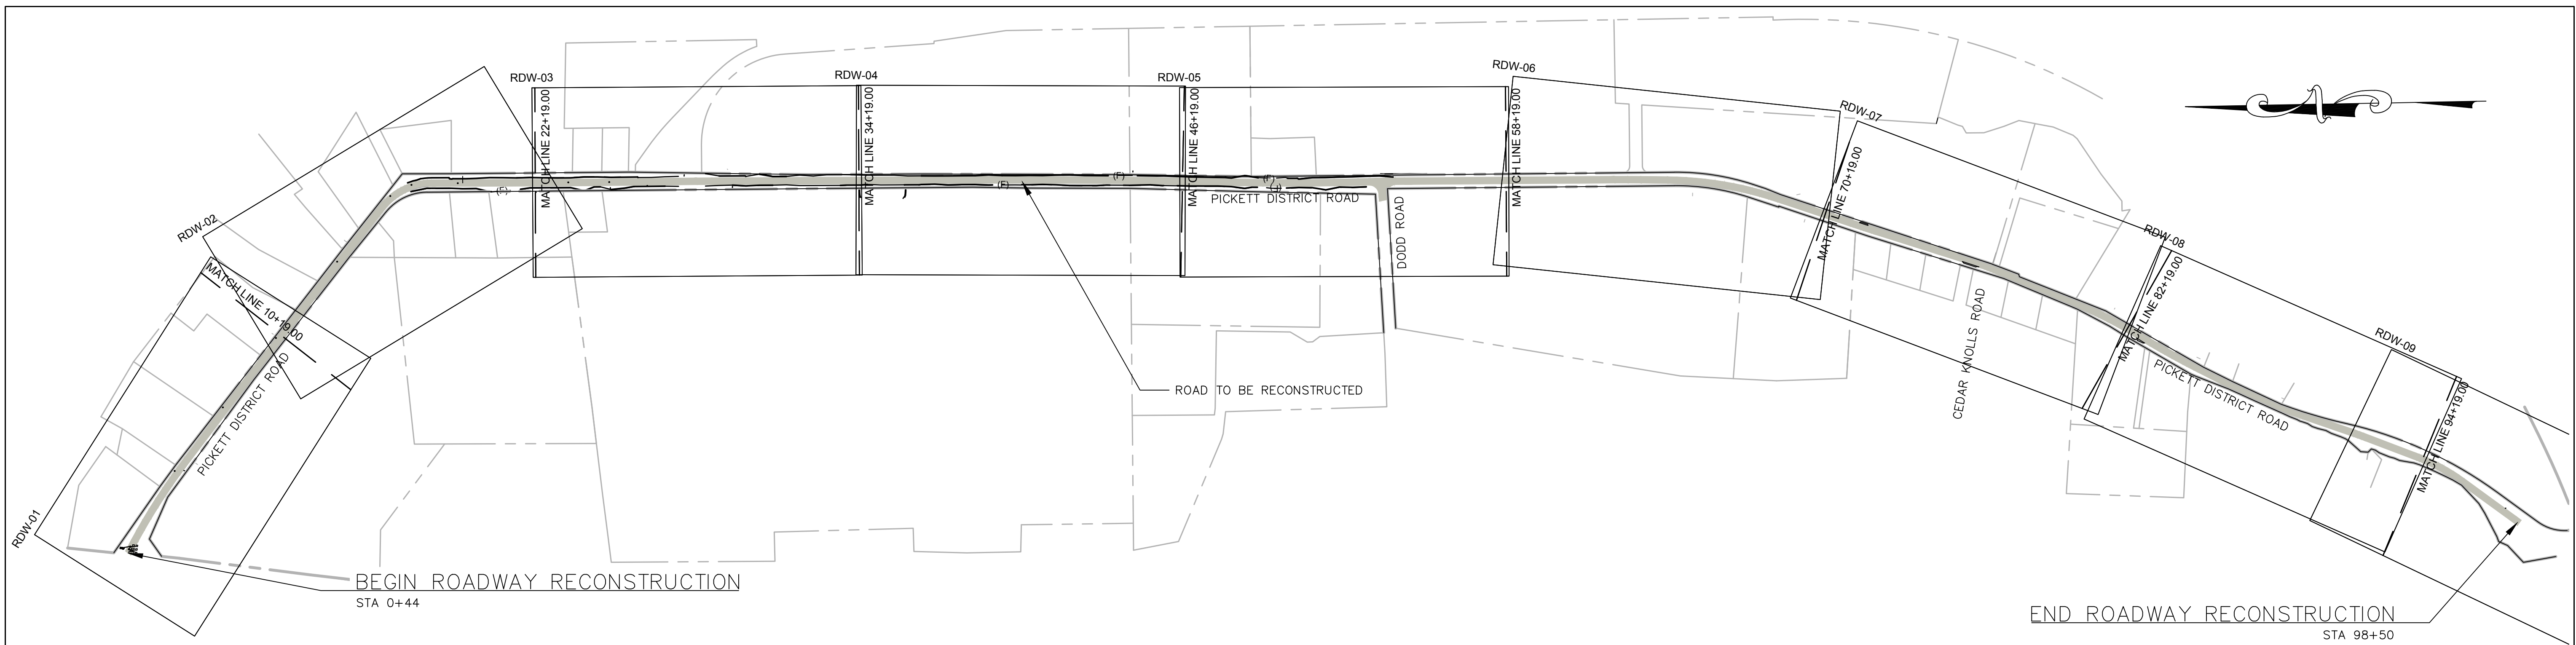 RDW-01
RDW-02
RDW-03
RDW-04
RDW-05
RDW-06
RDW-07
RDW-08
RDW-09
MATCH LINE 10+19.00
MATCH LINE 22+19.00
MATCH LINE 34+19.00
MATCH LINE 46+19.00
MATCH LINE 58+19.00
MATCH LINE 70+19.00
MATCH LINE 82+19.00
MATCH LINE 94+19.00
N
(F)
(F)
(F)
PICKETT DISTRICT ROAD
PICKETT DISTRICT ROAD
DODD ROAD
CEDAR KNOLLS ROAD
PICKETT DISTRICT ROAD
ROAD TO BE RECONSTRUCTED
BEGIN ROADWAY RECONSTRUCTION
STA 0+44
END ROADWAY RECONSTRUCTION
STA 98+50